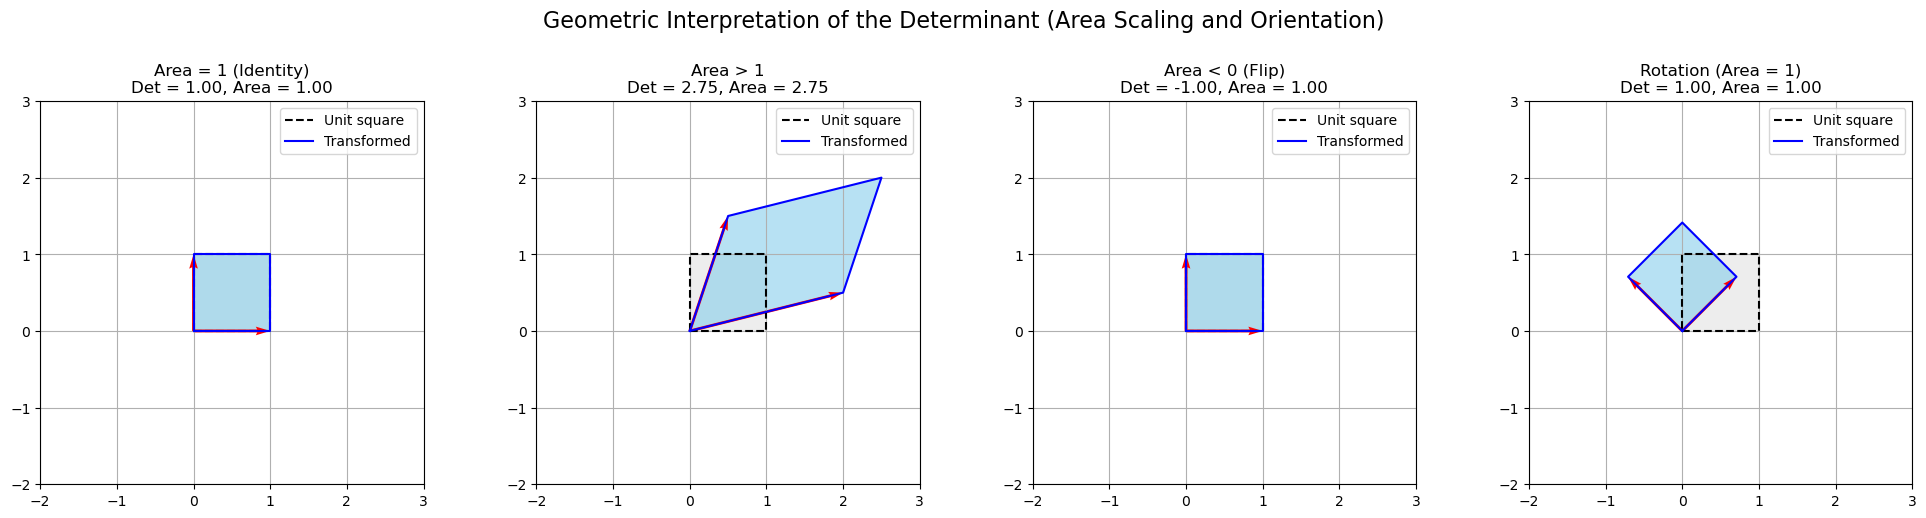 Geometric Interpretation of the Determinant (Area Scaling and Orientation)
Area = 1 (Identity)
Det = 1.00, Area = 1.00
Unit square
Transformed
3
2
1
0
−1
−2
−2 −1 0 1 2 3
Area > 1
Det = 2.75, Area = 2.75
Unit square
Transformed
3
2
1
0
−1
−2
−2 −1 0 1 2 3
Area < 0 (Flip)
Det = -1.00, Area = 1.00
Unit square
Transformed
3
2
1
0
−1
−2
−2 −1 0 1 2 3
Rotation (Area = 1)
Det = 1.00, Area = 1.00
Unit square
Transformed
3
2
1
0
−1
−2
−2 −1 0 1 2 3